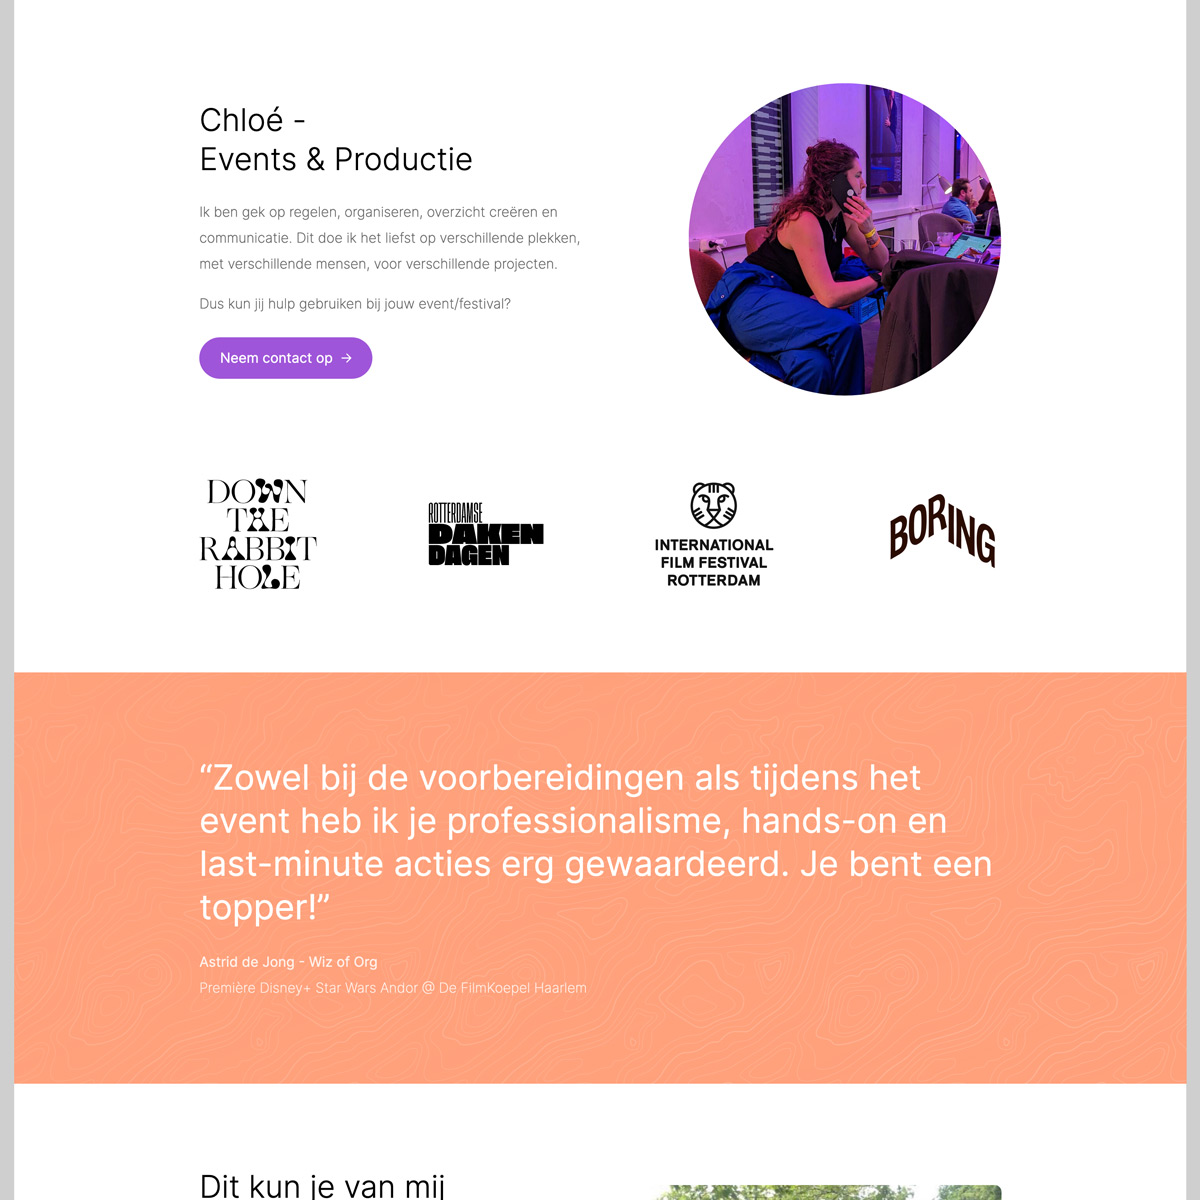 Chloé -
Events & Productie
Ik ben gek op regelen, organiseren, overzicht creëren en
communicatie. Dit doe ik het liefst op verschillende plekken,
met verschillende mensen, voor verschillende projecten.
Dus kun jij hulp gebruiken bij jouw event/festival?
Neem contact op →
DOWN
THE
RABBIT
HOLE
ROTTERDAMSE
DAKEN
DAGEN
INTERNATIONAL
FILM FESTIVAL
ROTTERDAM
BORING
“Zowel bij de voorbereidingen als tijdens het
event heb ik je professionalisme, hands-on en
last-minute acties erg gewaardeerd. Je bent een
topper!”
Astrid de Jong - Wiz of Org
Première Disney+ Star Wars Andor @ De FilmKoepel Haarlem
Dit kun je van mij